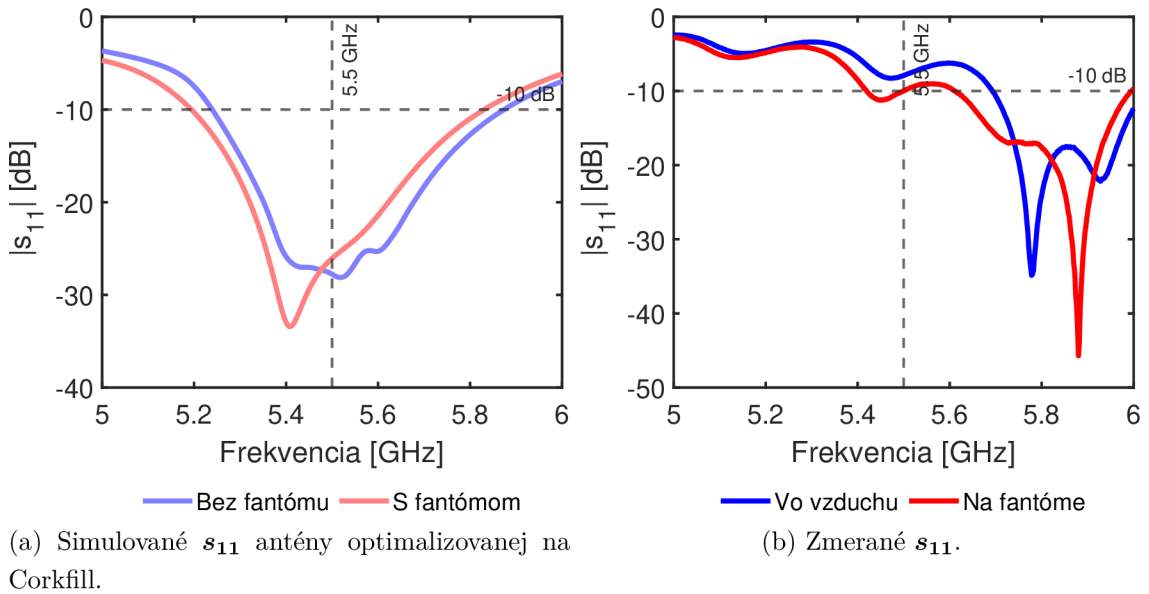 0
-10
-20
-30
-40
|s11| [dB]
5.5 GHz
-10 dB
5
5.2
5.4
5.6
5.8
6
Frekvencia [GHz]
Bez fantómu
S fantómom
(a) Simulované s11 antény optimalizovanej na
Corkfill.
0
-10
-20
-30
-40
-50
|s11| [dB]
5.5 GHz
-10 dB
5
5.2
5.4
5.6
5.8
6
Frekvencia [GHz]
Vo vzduchu
Na fantóme
(b) Zmerané s11.